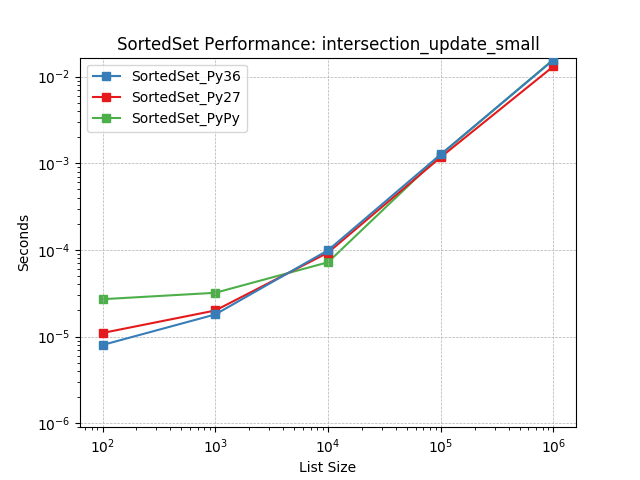 SortedSet Performance: intersection_update_small
SortedSet_Py36
SortedSet_Py27
SortedSet_PyPy
10⁻²
10⁻³
10⁻⁴
10⁻⁵
10⁻⁶
Seconds
10² 10³ 10⁴ 10⁵ 10⁶
List Size